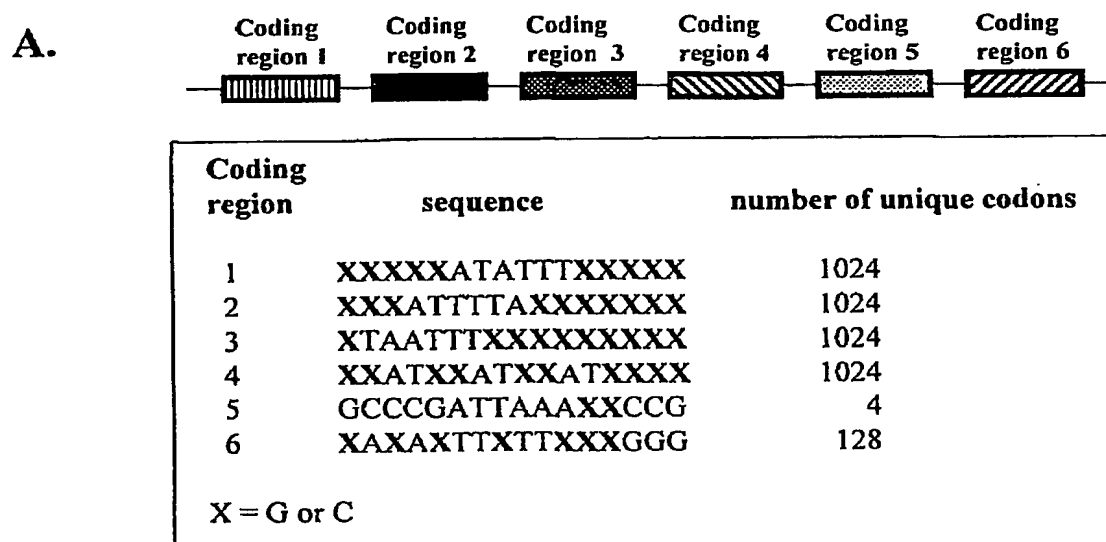 A.
Coding region 1 Coding region 2 Coding region 3 Coding region 4 Coding region 5 Coding region 6
Coding
region sequence number of unique codons
1 XXXXXATATTTXXXXX 1024
2 XXXATTTTAXXXXXXX 1024
3 XTAATTTXXXXXXXXX 1024
4 XXATXXATXXATXXXX 1024
5 GCCCGATTAAAXXCCG 4
6 XAXAXTTXTTXXXGGG 128
X = G or C